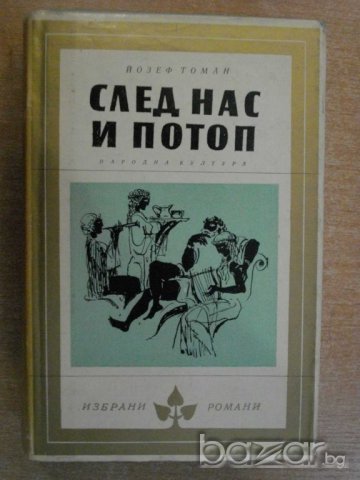 ЙОЗЕФ ТОМАН
СЛЕД НАС
И ПОТОП
НАРОДНА КУЛТУРА
ИЗБРАНИ РОМАНИ
bazar.bg